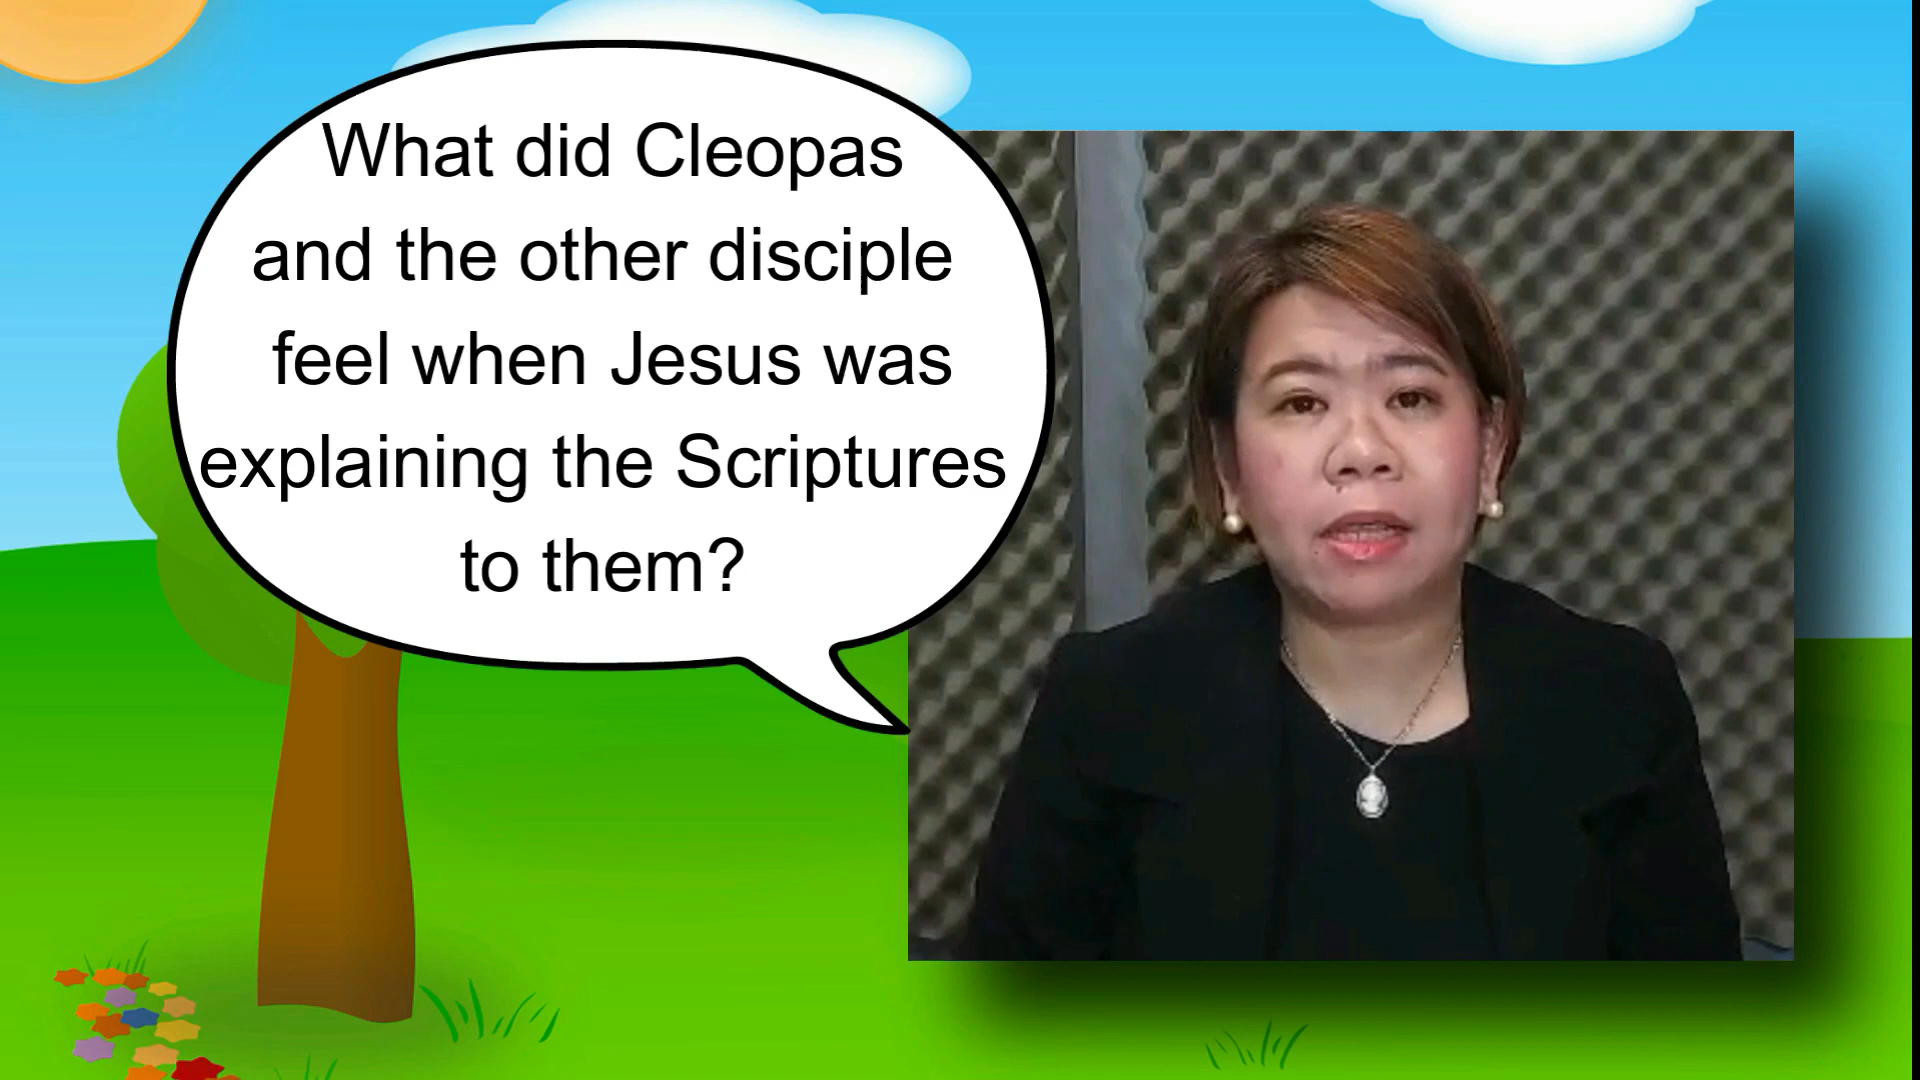 What did Cleopas
and the other disciple
feel when Jesus was
explaining the Scriptures
to them?